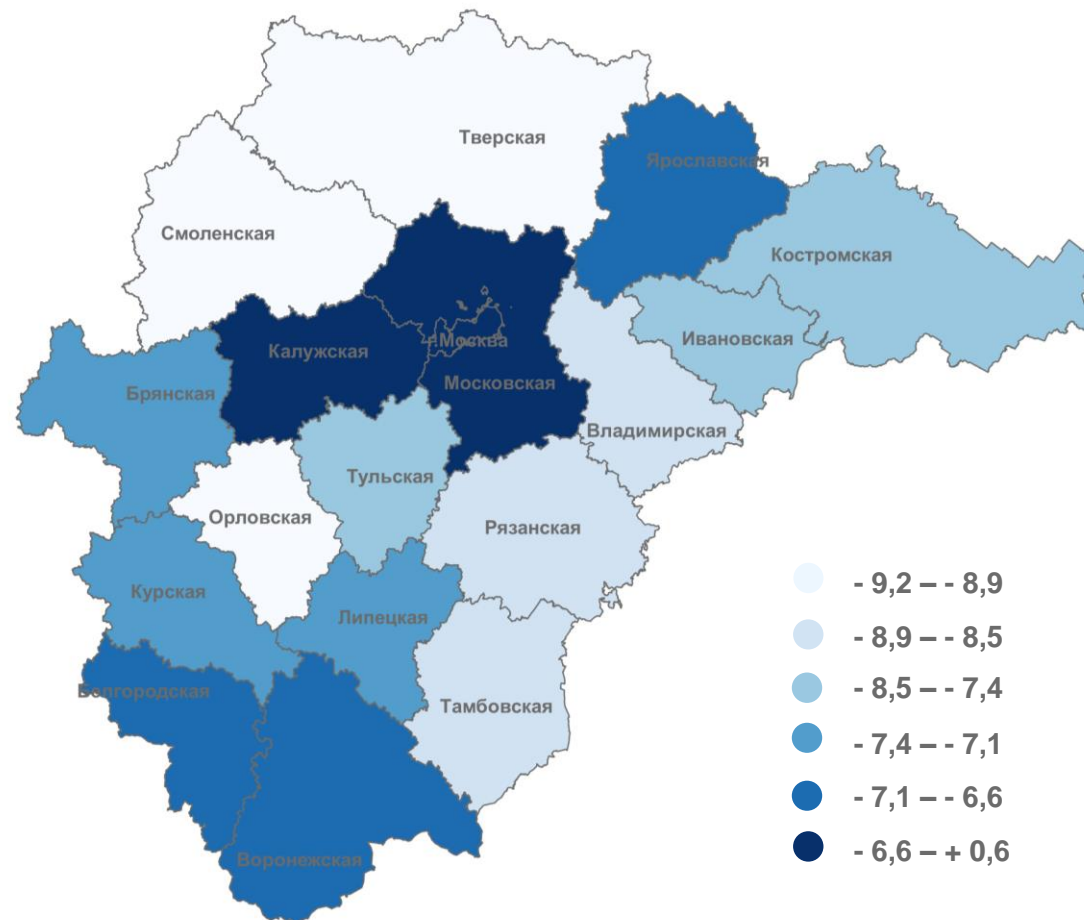 Тверская
Ярославская
Смоленская
Костромская
Ивановская
г.Москва
Калужская
Московская
Брянская
Владимирская
Тульская
Орловская
Рязанская
Курская
Липецкая
Болгородская
Тамбовская
Воронежская
- 9,2 – - 8,9
- 8,9 – - 8,5
- 8,5 – - 7,4
- 7,4 – - 7,1
- 7,1 – - 6,6
- 6,6 – + 0,6